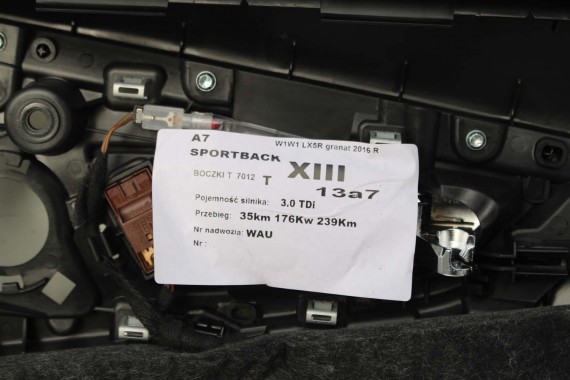 A7 W1W1 LX5R granat 2016 R
SPORTBACK XIII
BOCZKI T 7012 T 13a7
Pojemność silnika: 3.0 TDi
Przebieg: 35km 176Kw 239Km
Nr nadwozia: WAU
Nr :